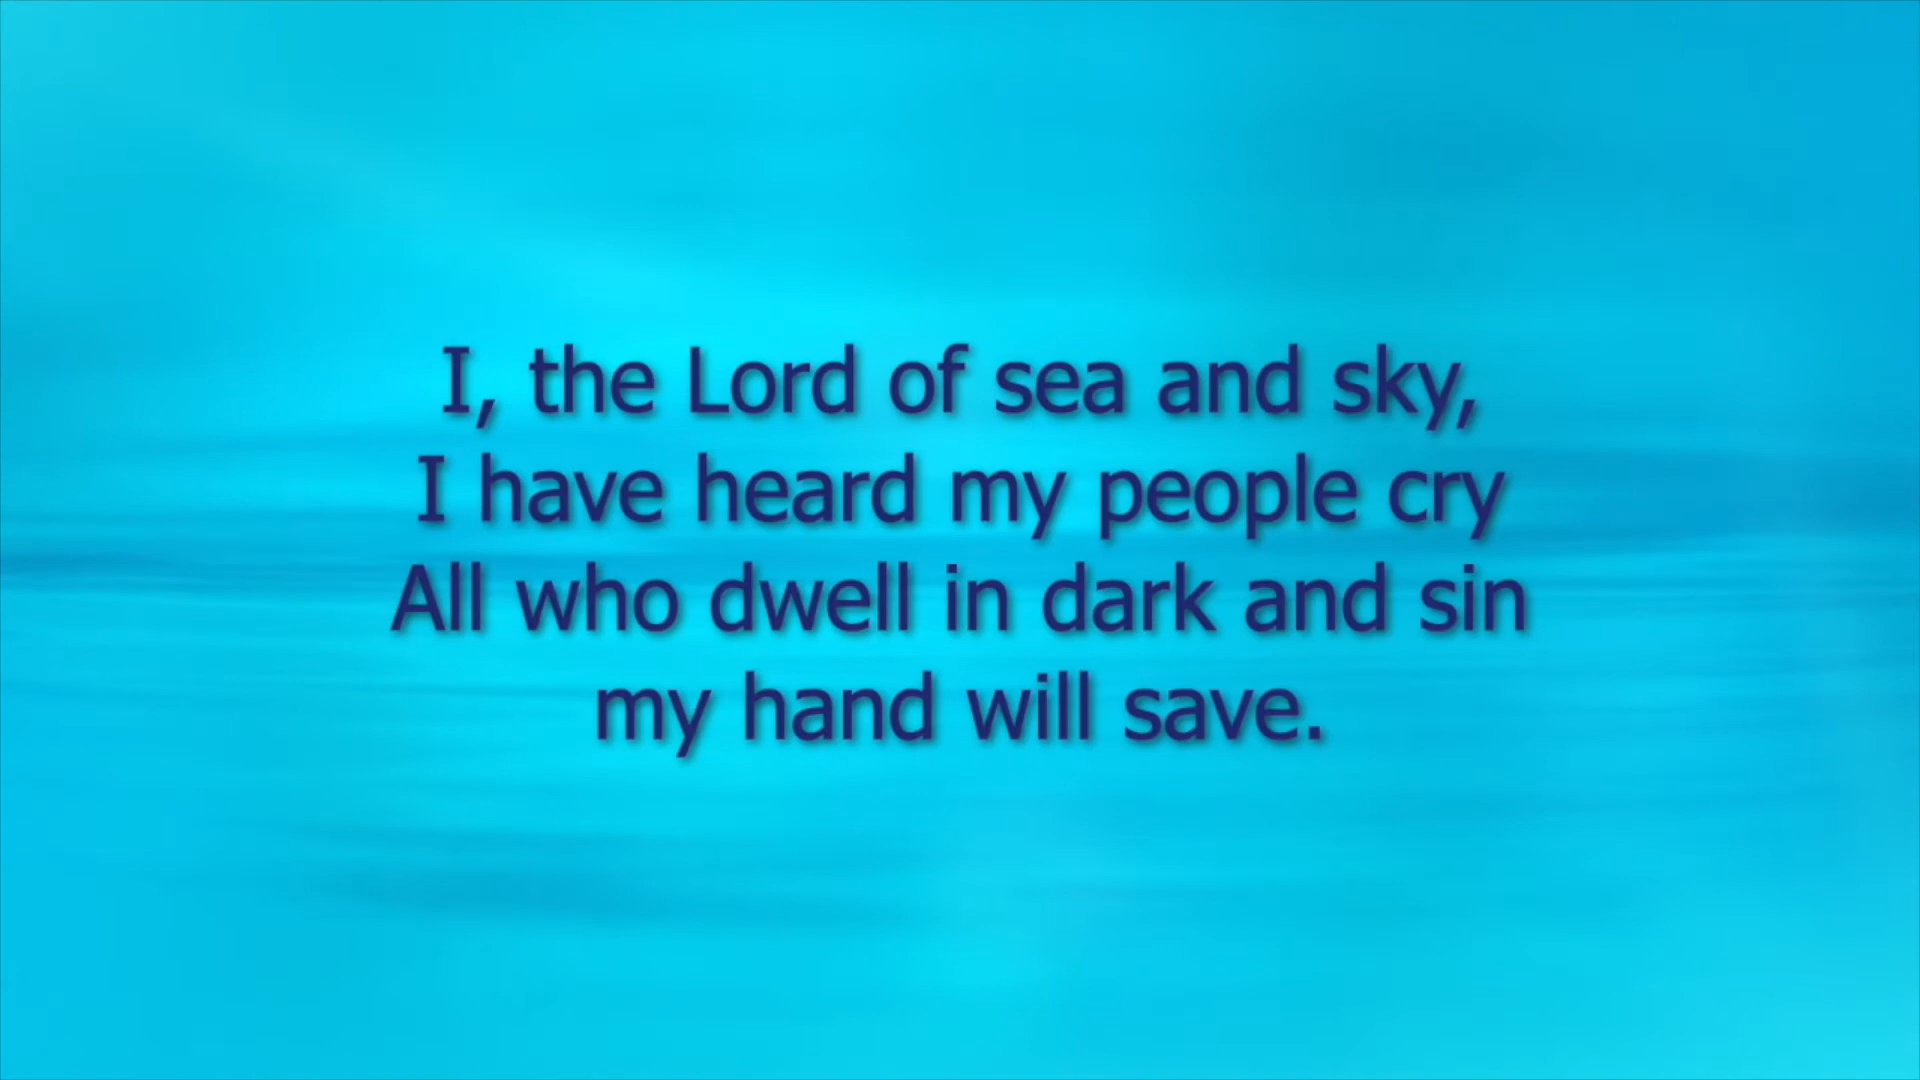 I, the Lord of sea and sky,
I have heard my people cry
All who dwell in dark and sin
my hand will save.